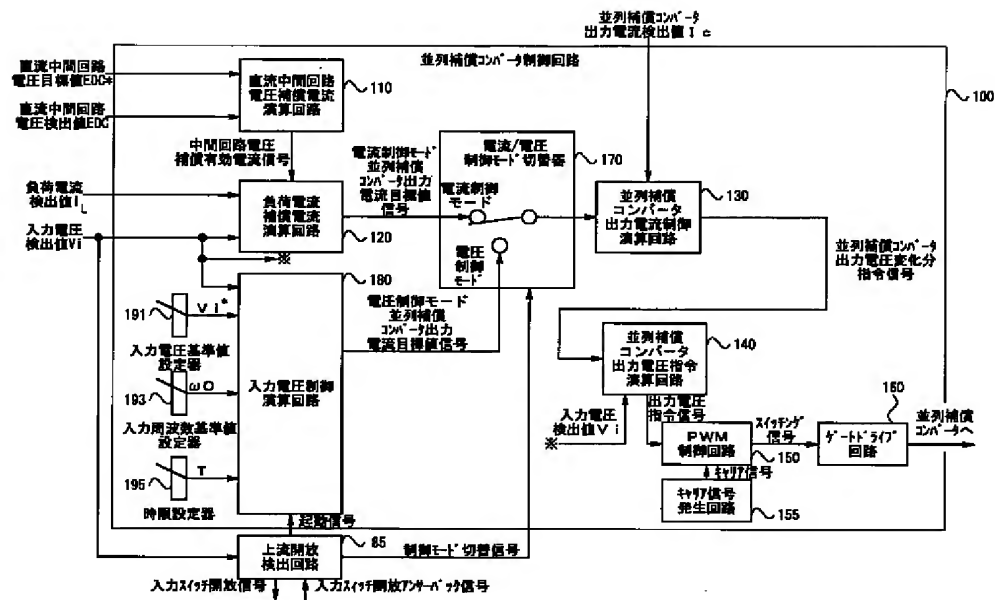 並列補償コンバータ
出力電流検出値Ic
並列補償コンバータ制御回路
100
直流中間回路
電圧目標値EDC*
直流中間回路
電圧検出値EDC
直流中間回路
電圧補償電流
演算回路
110
中間回路電圧
補償有効電流信号
負荷電流
検出値IL
入力電圧
検出値Vi
負荷電流
補償電流
演算回路
120
※
電流制御モード
並列補償
コンバータ出力
電流目標値
信号
電流/電圧
制御モード切替器
170
電流制御
モード
電圧
制御
モード
並列補償
コンバータ
出力電流制御
演算回路
130
並列補償コンバータ
出力電圧変化分
指令信号
180
入力電圧制御
演算回路
電圧制御モード
並列補償
コンバータ出力
電流目標値信号
191
Vi*
入力電圧基準値
設定器
193
ω0
入力周波数基準値
設定器
195
T
時限設定器
並列補償
コンバータ
出力電圧指令
演算回路
140
入力電圧
検出値Vi
※
出力電圧
指令信号
PWM
制御回路
150
スイッチング
信号
160
ゲートドライブ
回路
並列補償
コンバータへ
キャリア信号
キャリア信号
発生回路
155
起動信号
上流開放
検出回路
85
制御モード切替信号
入力スイッチ開放信号
入力スイッチ開放アンサーバック信号